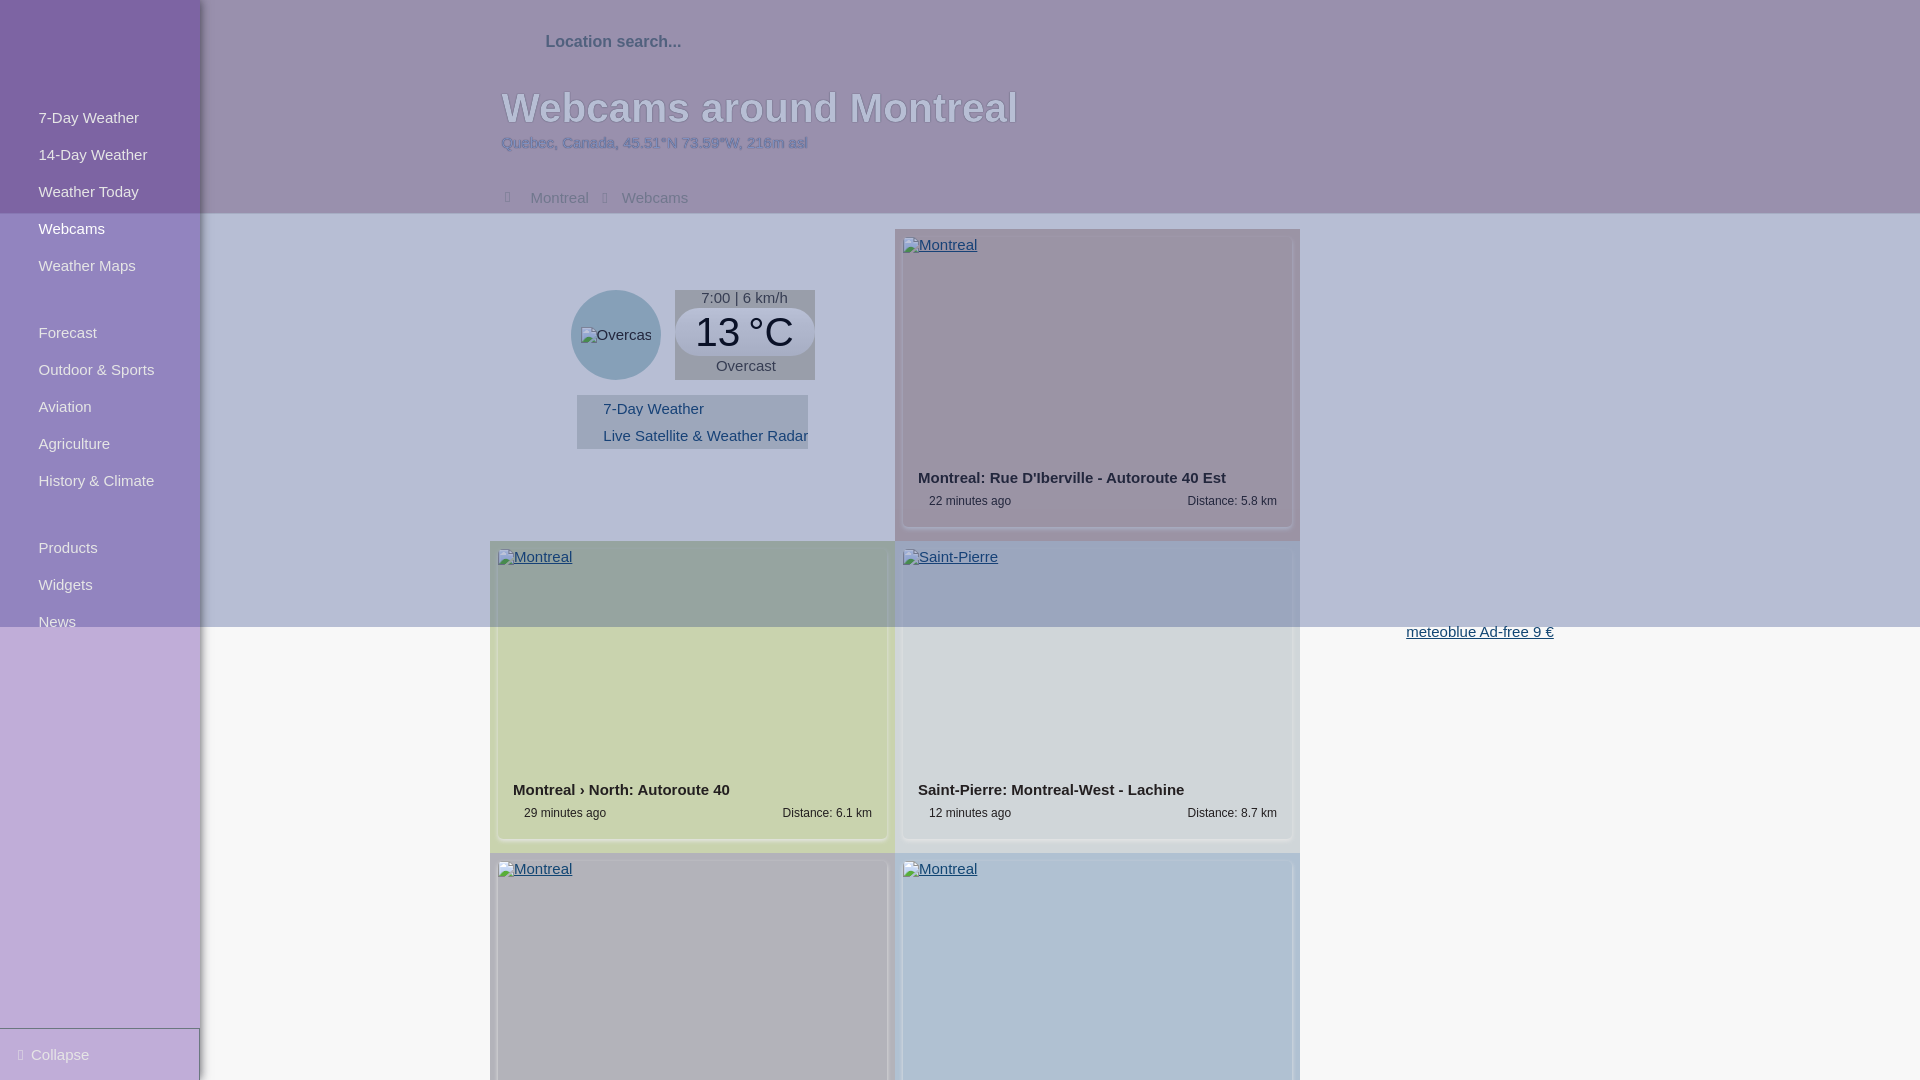 Location search...
Webcams around Montreal
Quebec, Canada, 45.51°N 73.59°W, 216m asl
Montreal Webcams
7-Day Weather
14-Day Weather
Weather Today
Webcams
Weather Maps
Forecast
Outdoor & Sports
Aviation
Agriculture
History & Climate
Products
Widgets
News
Collapse
Overcas
7:00 | 6 km/h
13 °C
Overcast
7-Day Weather
Live Satellite & Weather Radar
Montreal
Montreal: Rue D'Iberville - Autoroute 40 Est
22 minutes ago Distance: 5.8 km
Montreal
Montreal › North: Autoroute 40
29 minutes ago Distance: 6.1 km
Saint-Pierre
Saint-Pierre: Montreal-West - Lachine
12 minutes ago Distance: 8.7 km
Montreal
Montreal
meteoblue Ad-free 9 €